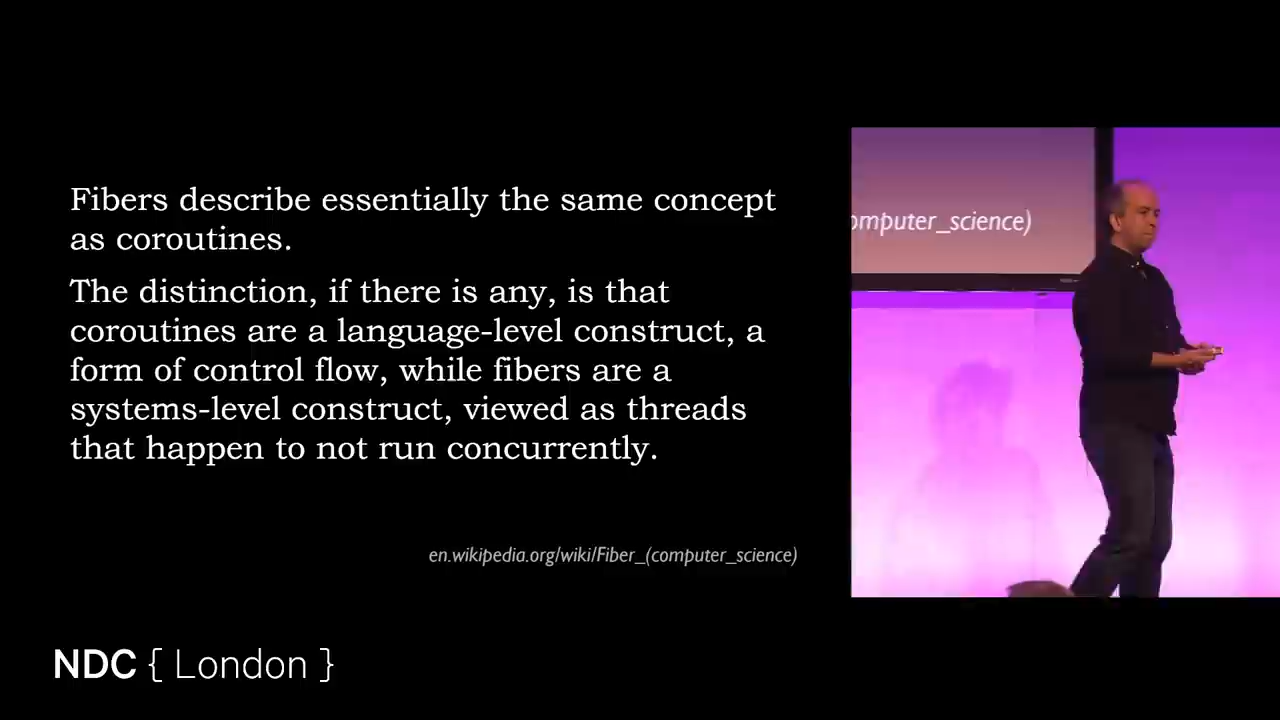 Fibers describe essentially the same concept
as coroutines.
The distinction, if there is any, is that
coroutines are a language-level construct, a
form of control flow, while fibers are a
systems-level construct, viewed as threads
that happen to not run concurrently.
en.wikipedia.org/wiki/Fiber_(computer_science)
omputer_science)
NDC { London }